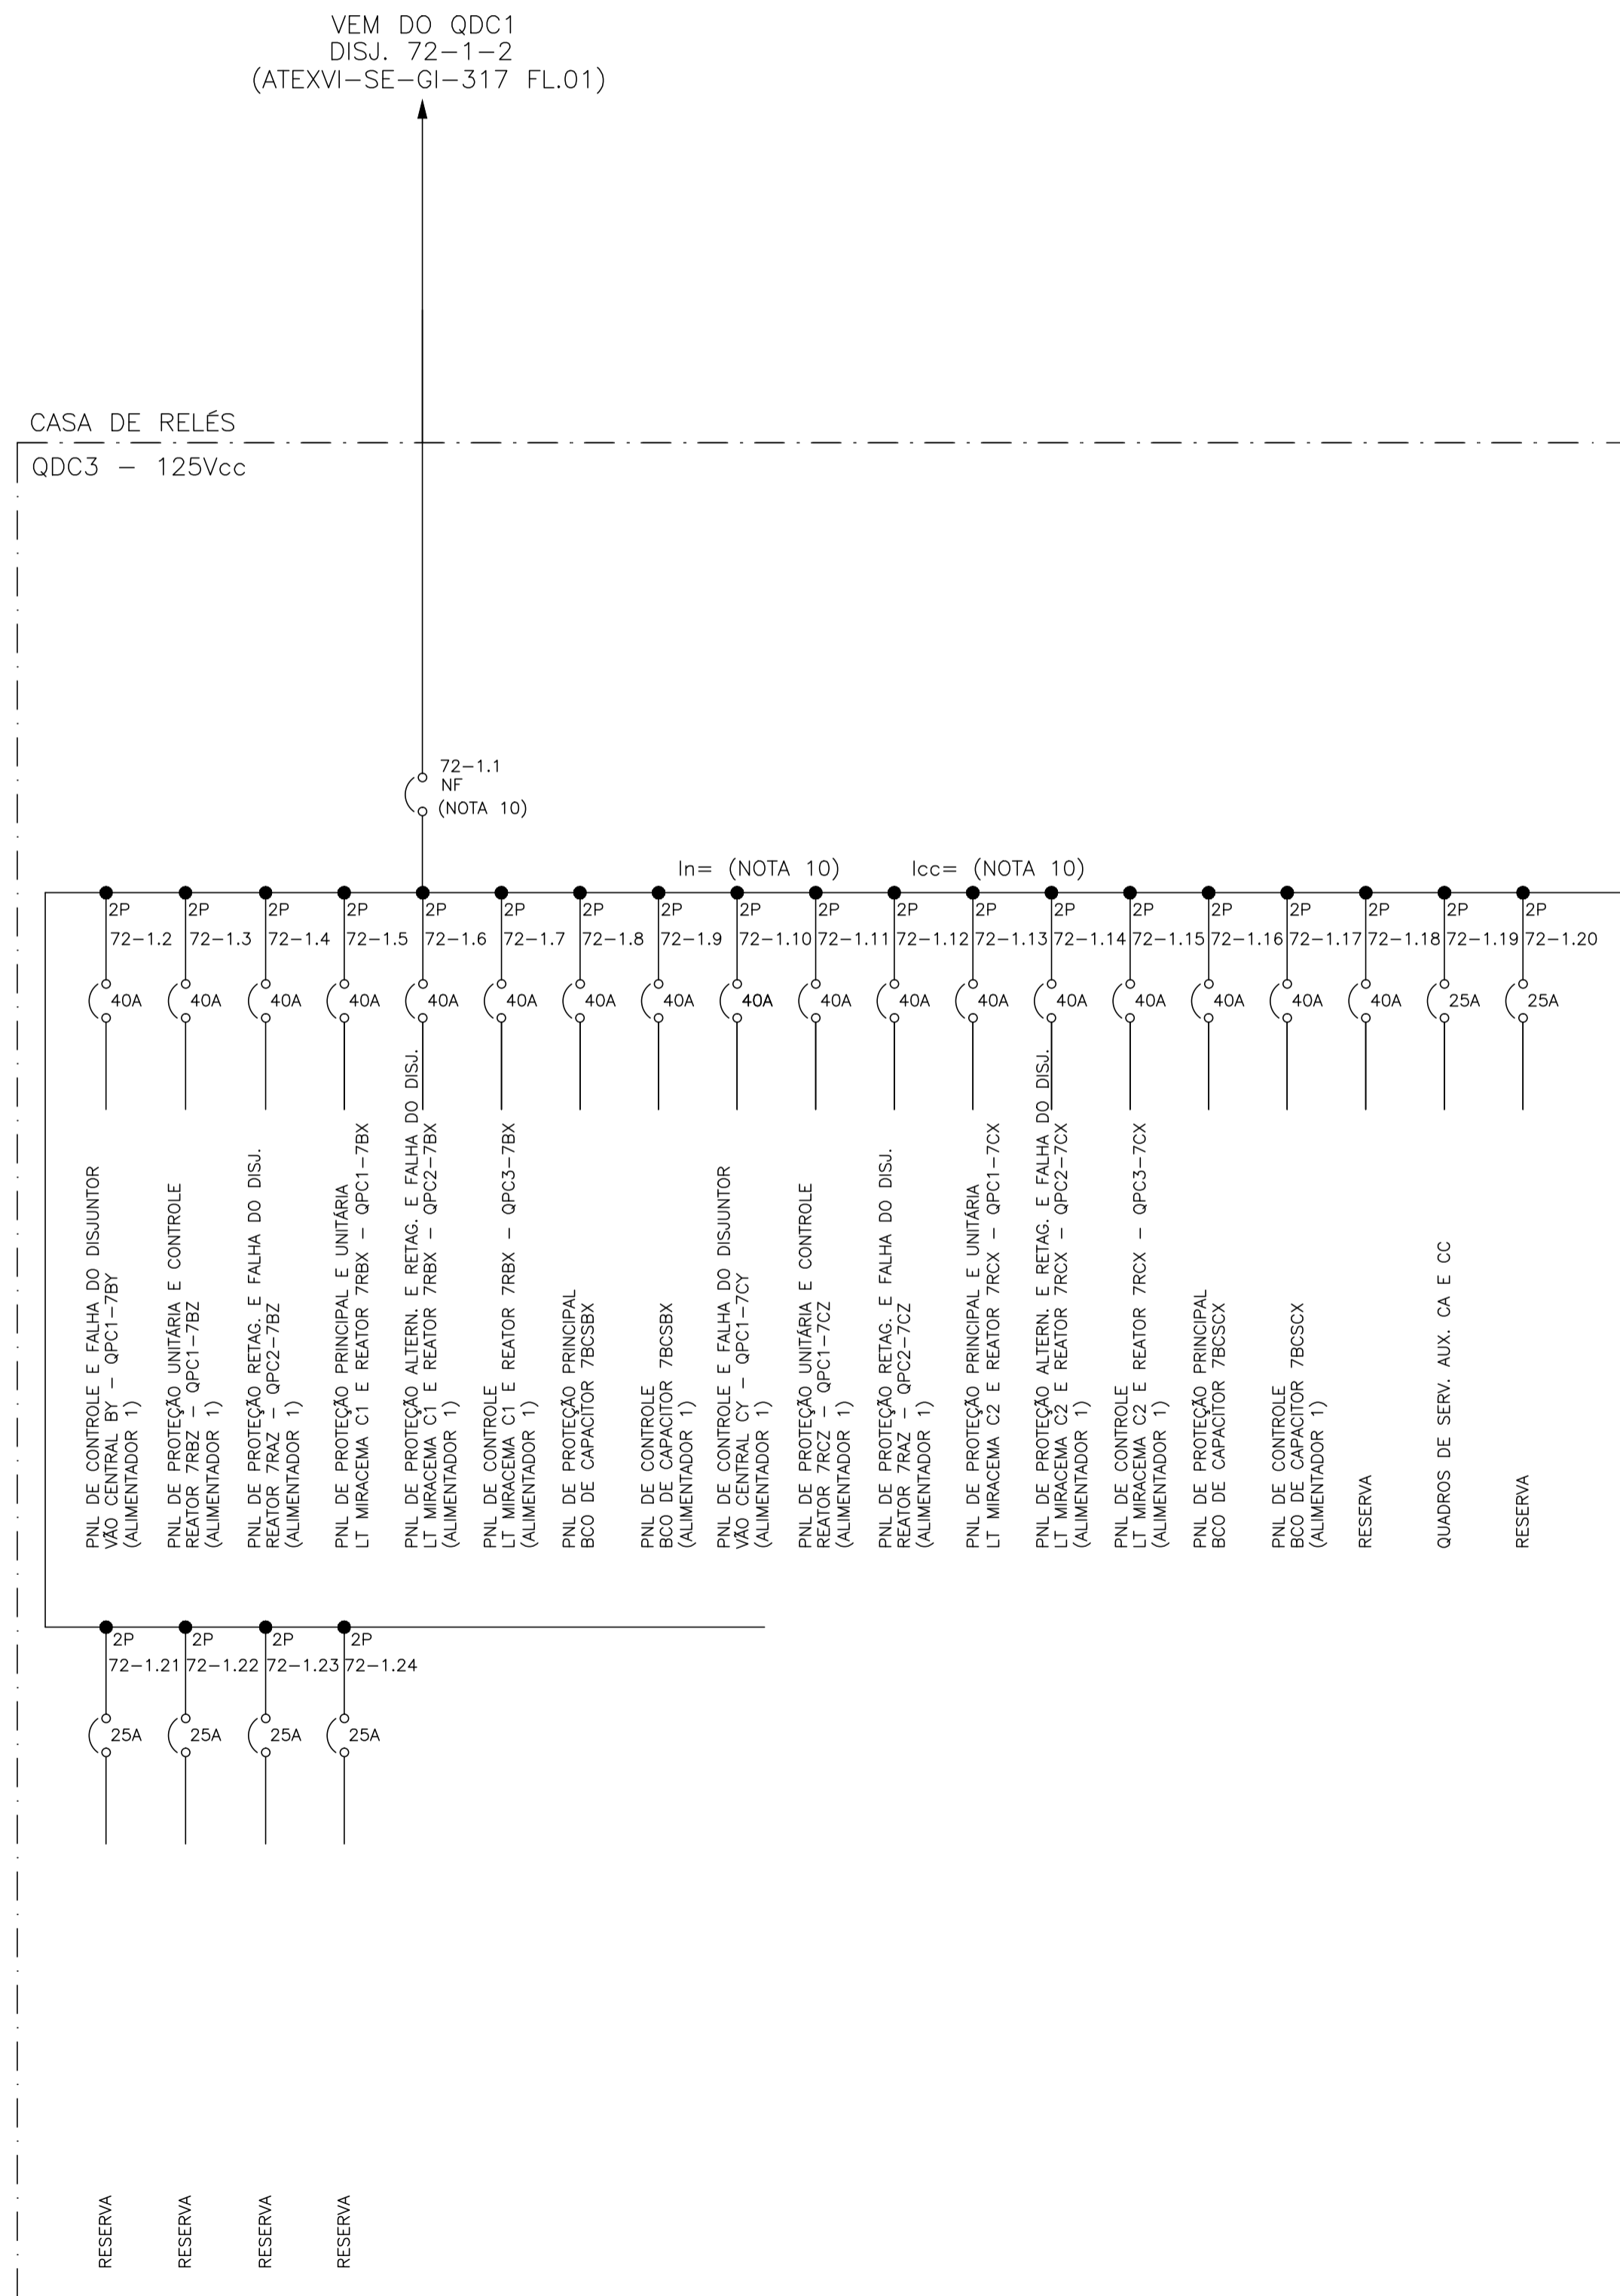 VEM DO QDC1
DISJ. 72-1-2
(ATEXVI-SE-GI-317 FL.01)
CASA DE RELÉS
QDC3 - 125Vcc
72-1.1
NF
(NOTA 10)
In= (NOTA 10) Icc= (NOTA 10)
2P 2P 2P 2P 2P 2P 2P 2P 2P 2P 2P 2P 2P 2P 2P 2P 2P 2P 2P
72-1.2 72-1.3 72-1.4 72-1.5 72-1.6 72-1.7 72-1.8 72-1.9 72-1.10 72-1.11 72-1.12 72-1.13 72-1.14 72-1.15 72-1.16 72-1.17 72-1.18 72-1.19 72-1.20
40A 40A 40A 40A 40A 40A 40A 40A 40A 40A 40A 40A 40A 40A 40A 40A 40A 25A 25A
PNL DE CONTROLE E FALHA DO DISJUNTOR
VÃO CENTRAL BY - QPC1-7BY
(ALIMENTADOR 1)
PNL DE PROTEÇÃO UNITÁRIA E CONTROLE
REATOR 7RBZ - QPC1-7BZ
(ALIMENTADOR 1)
PNL DE PROTEÇÃO RETAG. E FALHA DO DISJ.
REATOR 7RAZ - QPC2-7BZ
(ALIMENTADOR 1)
PNL DE PROTEÇÃO PRINCIPAL E UNITÁRIA
LT MIRACEMA C1 E REATOR 7RBX - QPC1-7BX
PNL DE PROTEÇÃO ALTERN. E RETAG. E FALHA DO DISJ.
LT MIRACEMA C1 E REATOR 7RBX - QPC2-7BX
(ALIMENTADOR 1)
PNL DE CONTROLE
LT MIRACEMA C1 E REATOR 7RBX - QPC3-7BX
(ALIMENTADOR 1)
PNL DE PROTEÇÃO PRINCIPAL
BCO DE CAPACITOR 7BCSBX
PNL DE CONTROLE
BCO DE CAPACITOR 7BCSBX
(ALIMENTADOR 1)
PNL DE CONTROLE E FALHA DO DISJUNTOR
VÃO CENTRAL CY - QPC1-7CY
(ALIMENTADOR 1)
PNL DE PROTEÇÃO UNITÁRIA E CONTROLE
REATOR 7RCZ - QPC1-7CZ
(ALIMENTADOR 1)
PNL DE PROTEÇÃO RETAG. E FALHA DO DISJ.
REATOR 7RAZ - QPC2-7CZ
(ALIMENTADOR 1)
PNL DE PROTEÇÃO PRINCIPAL E UNITÁRIA
LT MIRACEMA C2 E REATOR 7RCX - QPC1-7CX
PNL DE PROTEÇÃO ALTERN. E RETAG. E FALHA DO DISJ.
LT MIRACEMA C2 E REATOR 7RCX - QPC2-7CX
(ALIMENTADOR 1)
PNL DE CONTROLE
LT MIRACEMA C2 E REATOR 7RCX - QPC3-7CX
(ALIMENTADOR 1)
PNL DE PROTEÇÃO PRINCIPAL
BCO DE CAPACITOR 7BCSCX
PNL DE CONTROLE
BCO DE CAPACITOR 7BCSCX
(ALIMENTADOR 1)
RESERVA
QUADROS DE SERV. AUX. CA E CC
RESERVA
2P 2P 2P 2P
72-1.21 72-1.22 72-1.23 72-1.24
25A 25A 25A 25A
RESERVA
RESERVA
RESERVA
RESERVA